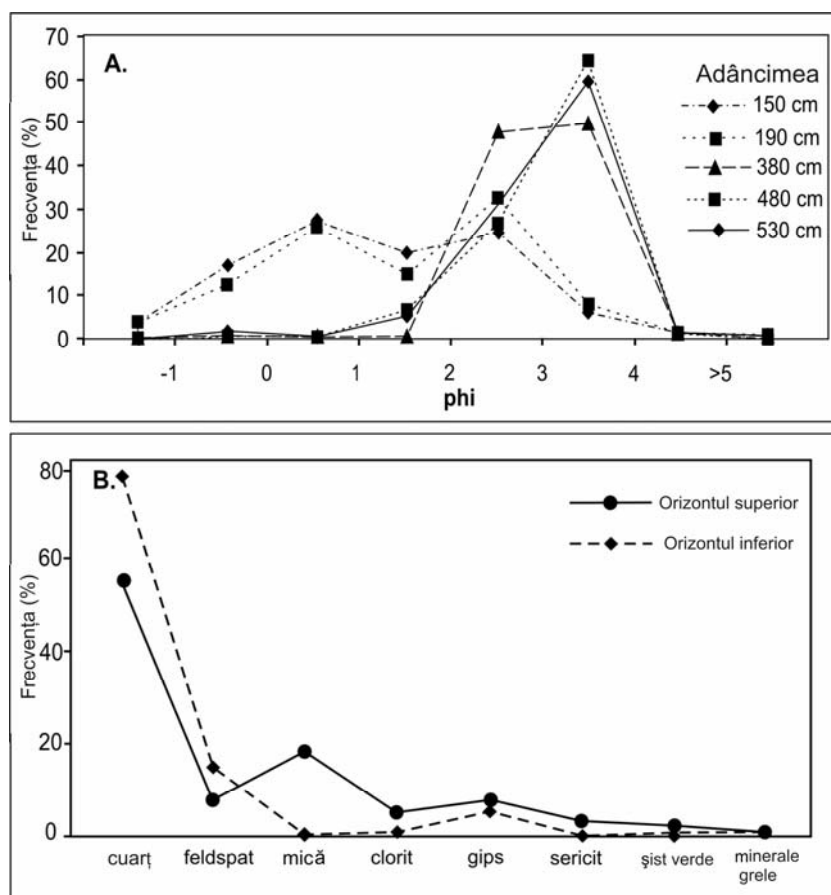 A.
Frecvența (%)
70
60
50
40
30
20
10
0
Adâncimea
150 cm
190 cm
380 cm
480 cm
530 cm
-1 0 1 2 3 4 >5
phi
B.
Frecvența (%)
80
60
40
20
0
Orizontul superior
Orizontul inferior
cuarț feldspat mică clorit gips sericit șist verde minerale
grele